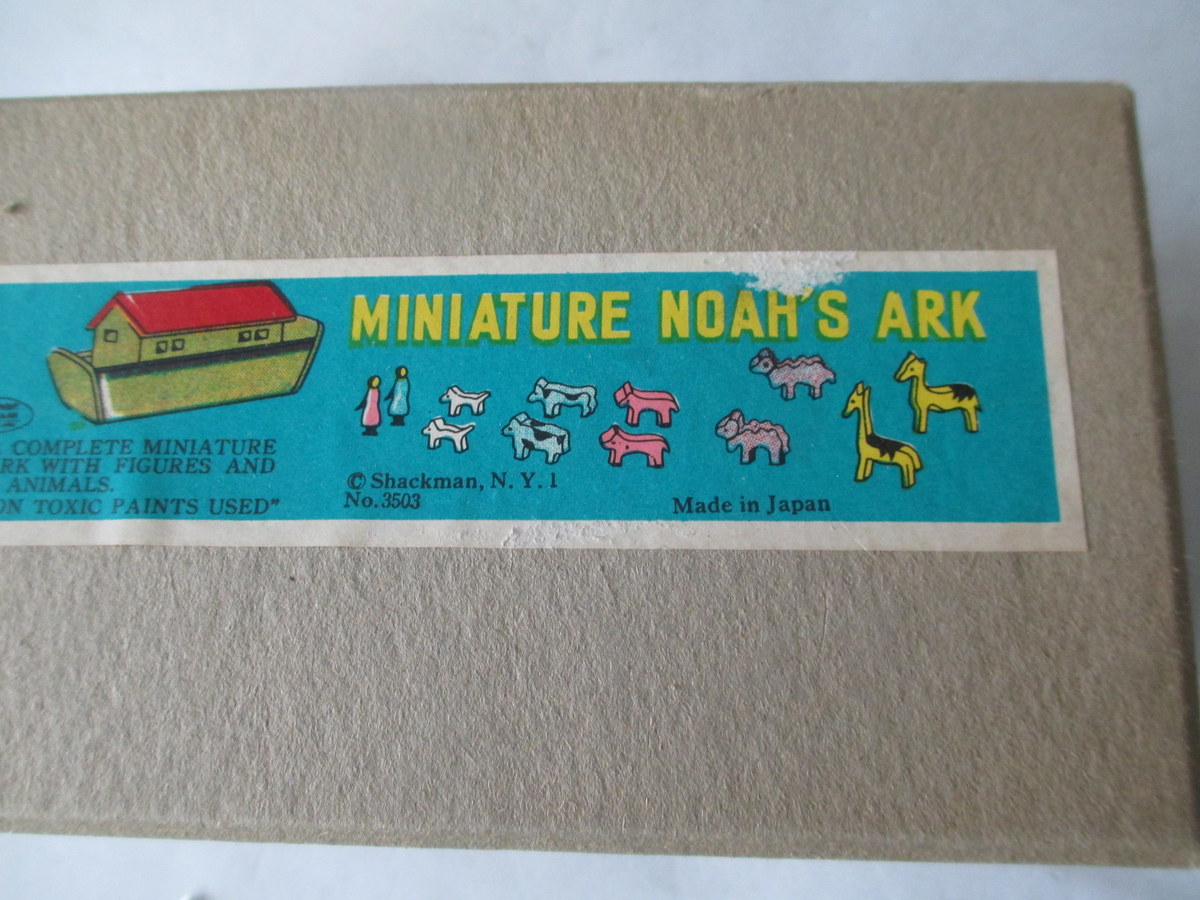 MINIATURE NOAH'S ARK
COMPLETE MINIATURE
RK WITH FIGURES AND
ANIMALS.
ON TOXIC PAINTS USED"
© Shackman, N. Y. 1
No. 3503
Made in Japan